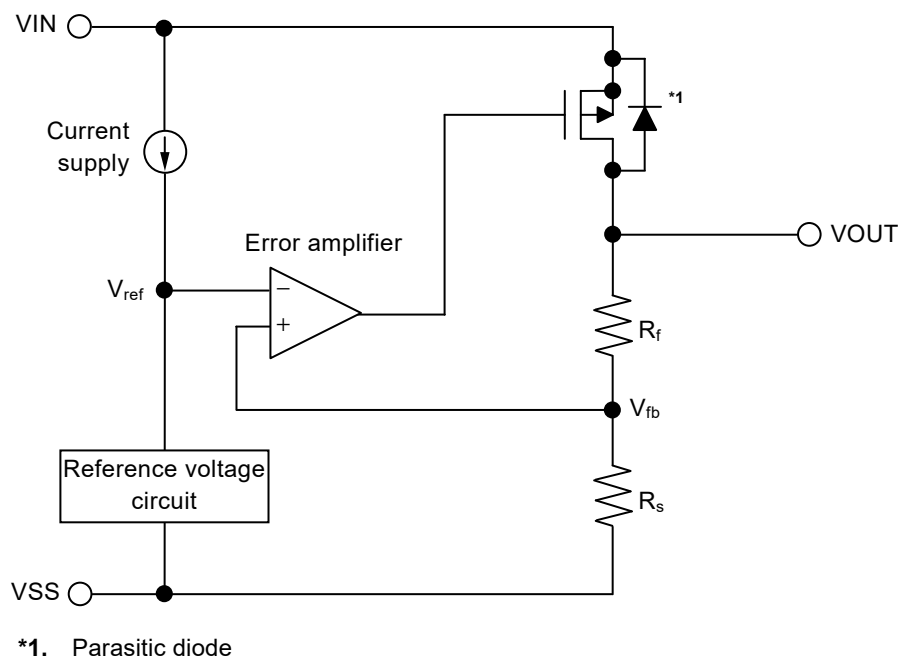 VIN
*1
Current
supply
VOUT
Error amplifier
Vref
−
+
Rf
Vfb
Reference voltage
circuit
Rs
VSS
*1. Parasitic diode